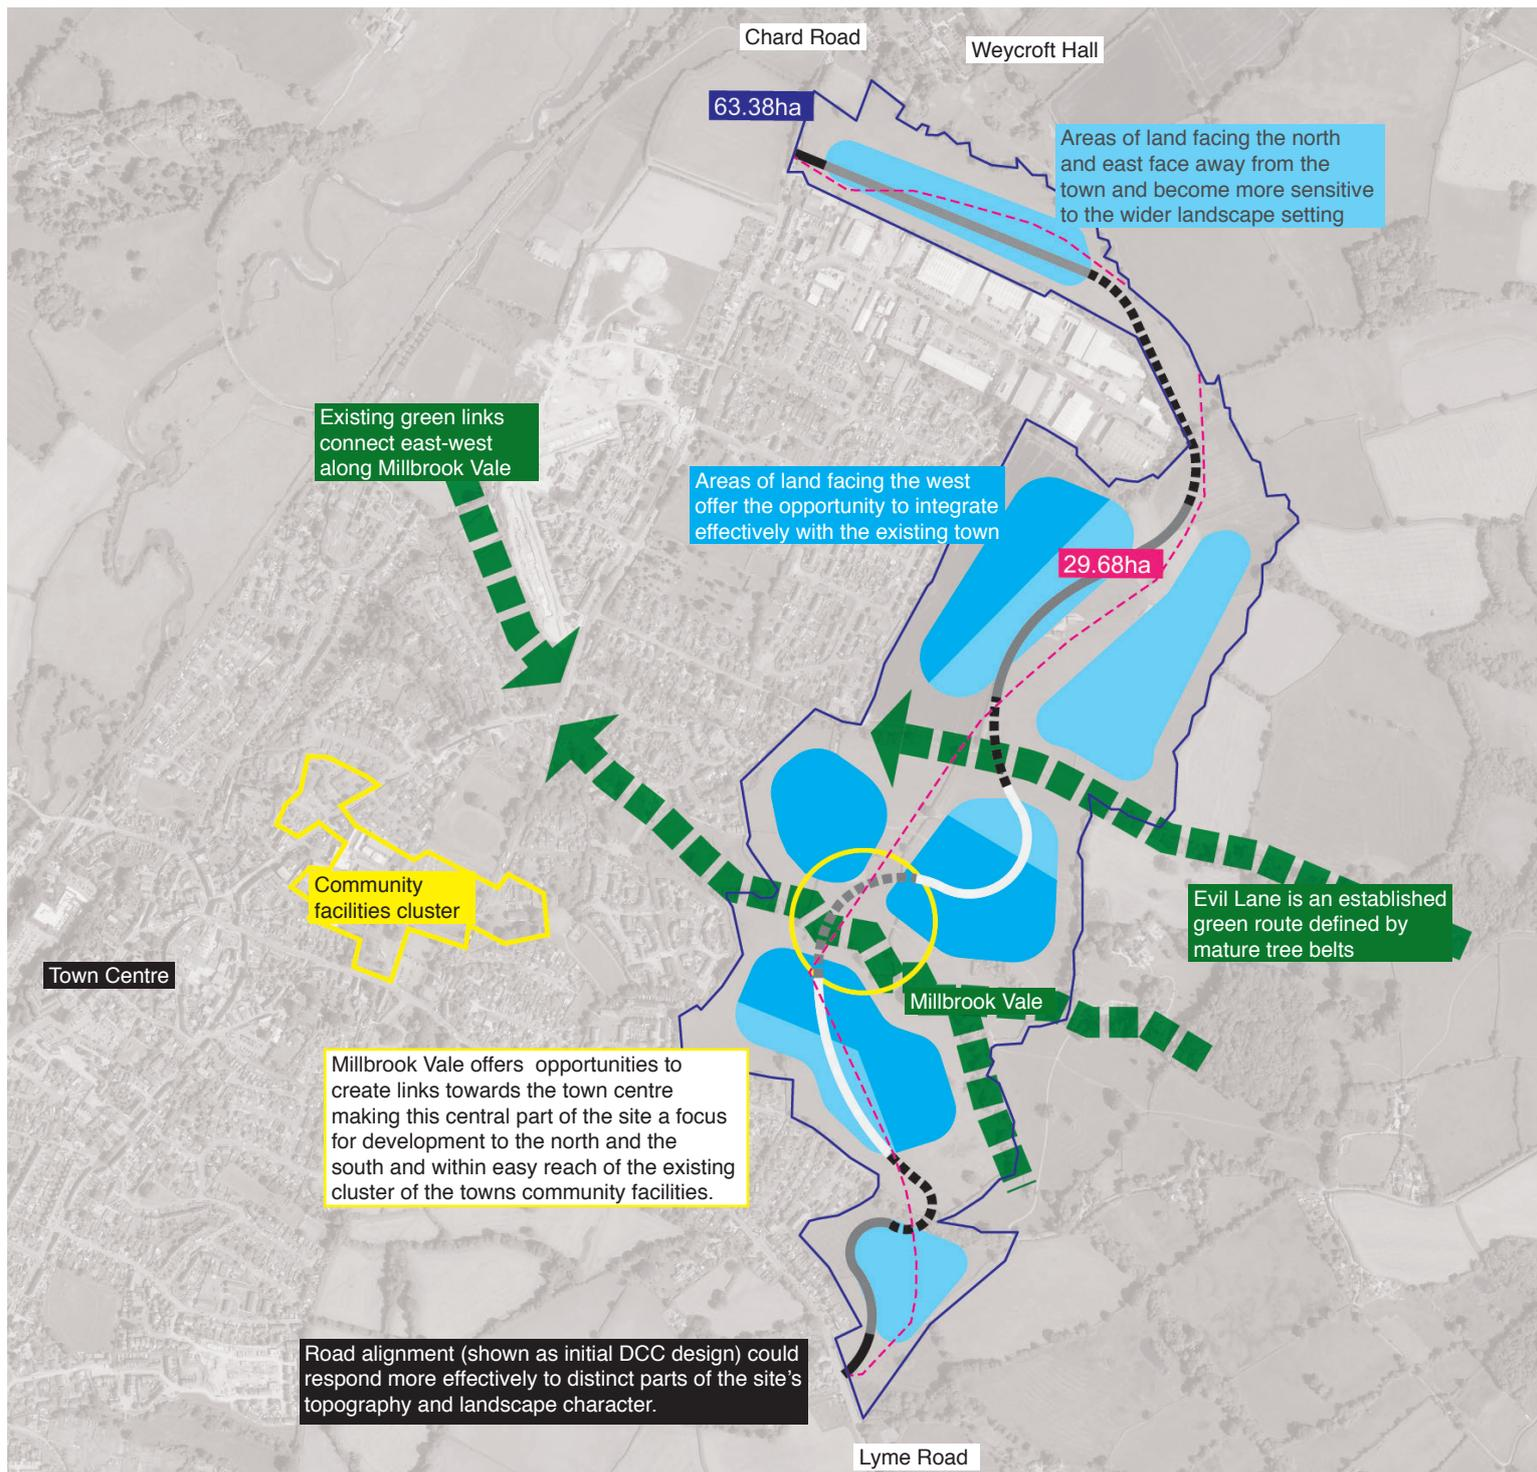 Chard Road
Weycroft Hall
63.38ha
Areas of land facing the north
and east face away from the
town and become more sensitive
to the wider landscape setting
Existing green links
connect east-west
along Millbrook Vale
Areas of land facing the west
offer the opportunity to integrate
effectively with the existing town
29.68ha
Community
facilities cluster
Evil Lane is an established
green route defined by
mature tree belts
Town Centre
Millbrook Vale
Millbrook Vale offers opportunities to
create links towards the town centre
making this central part of the site a focus
for development to the north and the
south and within easy reach of the existing
cluster of the towns community facilities.
Road alignment (shown as initial DCC design) could
respond more effectively to distinct parts of the site's
topography and landscape character.
Lyme Road